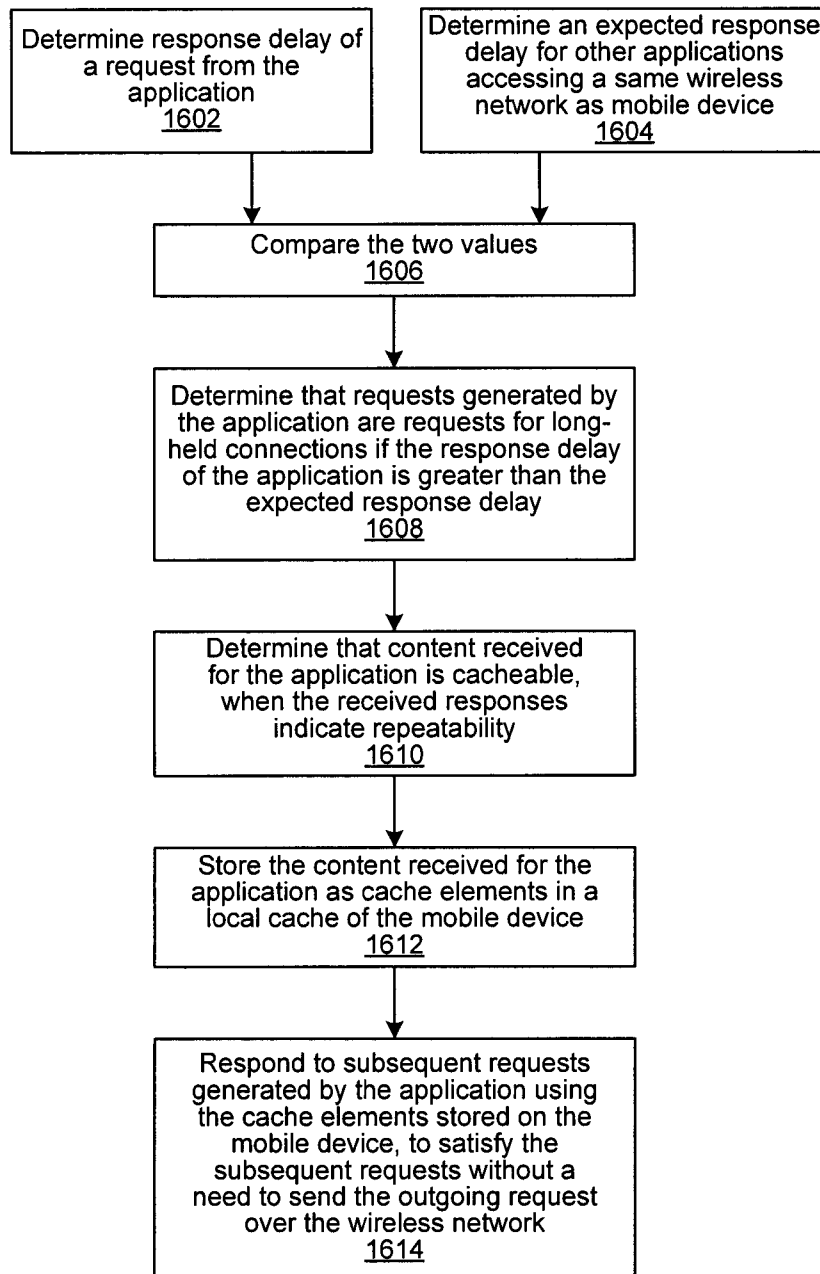 Determine response delay of
a request from the
application
1602
Determine an expected response
delay for other applications
accessing a same wireless
network as mobile device
1604
Compare the two values
1606
Determine that requests generated by
the application are requests for long-
held connections if the response delay
of the application is greater than the
expected response delay
1608
Determine that content received
for the application is cacheable,
when the received responses
indicate repeatability
1610
Store the content received for the
application as cache elements in a
local cache of the mobile device
1612
Respond to subsequent requests
generated by the application using
the cache elements stored on the
mobile device, to satisfy the
subsequent requests without a
need to send the outgoing request
over the wireless network
1614